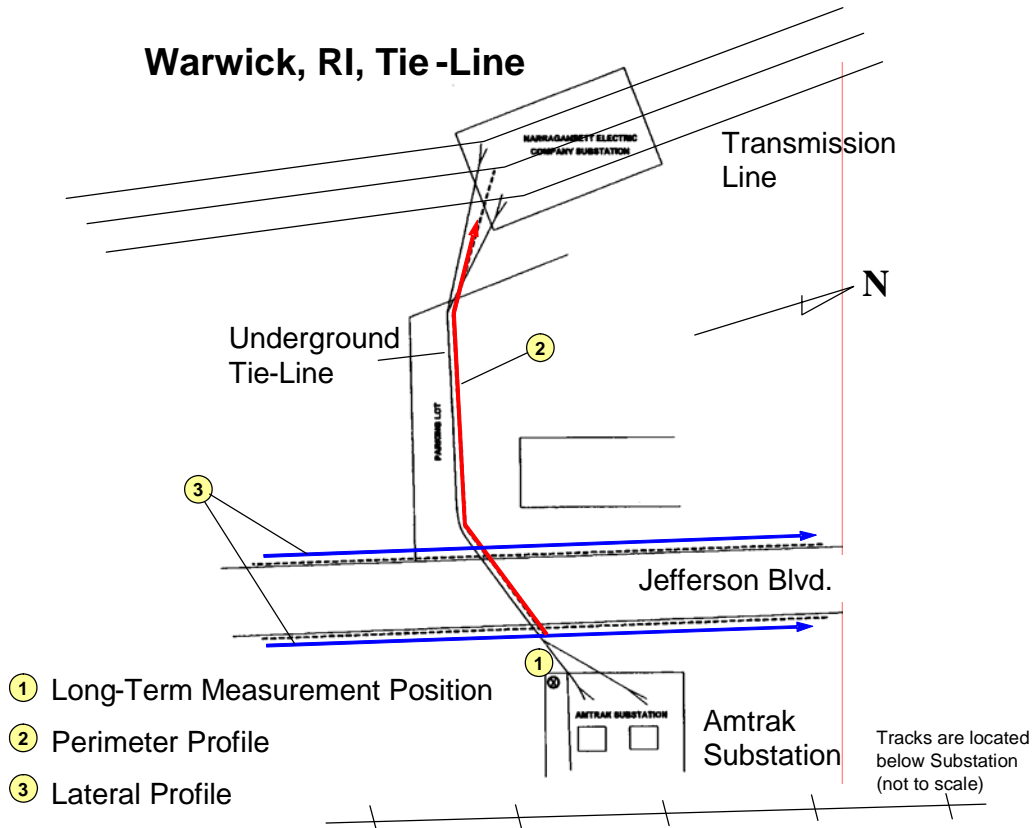 Warwick, RI, Tie-Line
NARRAGANSETT ELECTRIC
COMPANY SUBSTATION
Transmission
Line
N
Underground
Tie-Line
2
PARKING LOT
3
Jefferson Blvd.
1
1 Long-Term Measurement Position
AMTRAK SUBSTATION
Amtrak
Substation
2 Perimeter Profile
Tracks are located
below Substation
(not to scale)
3 Lateral Profile